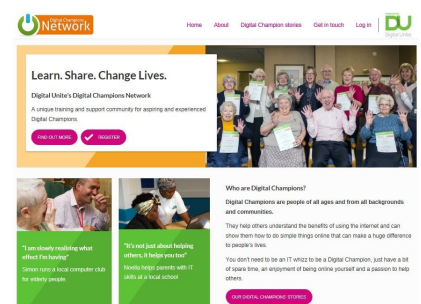 Digital Champions
Network
Home About Digital Champion stories Get in touch Log in
DU
Digital Unite
Learn. Share. Change Lives.
Digital Unite's Digital Champions Network
A unique training and support community for aspiring and experienced
Digital Champions.
FIND OUT MORE REGISTER
"I am slowly realizing what
effect I'm having"
Simon runs a local computer club
for elderly people
"It's not just about helping
others, it helps you too"
Noella helps parents with IT
skills at a local school
Who are Digital Champions?
Digital Champions are people of all ages and from all backgrounds
and communities.
They help others understand the benefits of using the internet and can
show them how to do simple things online that can make a huge difference
to people's lives.
You don't need to be an IT whizz to be a Digital Champion, just have a bit
of spare time, an enjoyment of being online yourself and a passion to help
others.
OUR DIGITAL CHAMPIONS' STORIES